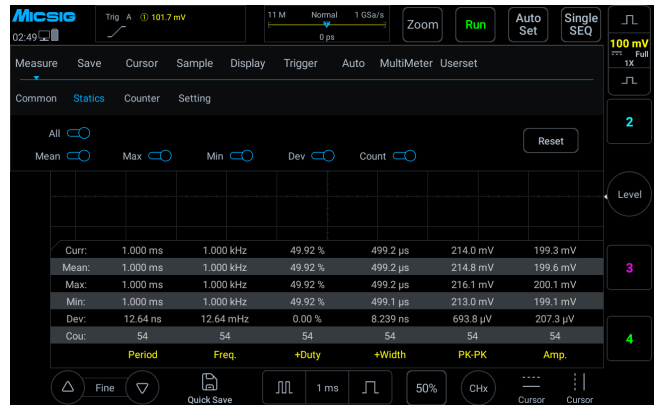 MICSIG
Trig A ① 101.7 mV
11 M Normal 1 GSa/s
0 ps
Zoom
Run
Auto Set
Single SEQ
02:49
100 mV
Full
1X
Measure Save Cursor Sample Display Trigger Auto MultiMeter Userset
Common Statics Counter Setting
All
Mean Max Min Dev Count
Reset
2
Level
3
4
Curr: 1.000 ms 1.000 kHz 49.92 % 499.2 µs 214.0 mV 199.3 mV
Mean: 1.000 ms 1.000 kHz 49.92 % 499.2 µs 214.8 mV 199.6 mV
Max: 1.000 ms 1.000 kHz 49.92 % 499.2 µs 216.1 mV 200.1 mV
Min: 1.000 ms 1.000 kHz 49.92 % 499.1 µs 213.0 mV 199.1 mV
Dev: 12.64 ns 12.64 mHz 0.00 % 8.239 ns 693.8 µV 207.3 µV
Cou: 54 54 54 54 54 54
Period Freq. +Duty +Width PK-PK Amp.
Fine
Quick Save
1 ms
50%
CHx
Cursor
Cursor